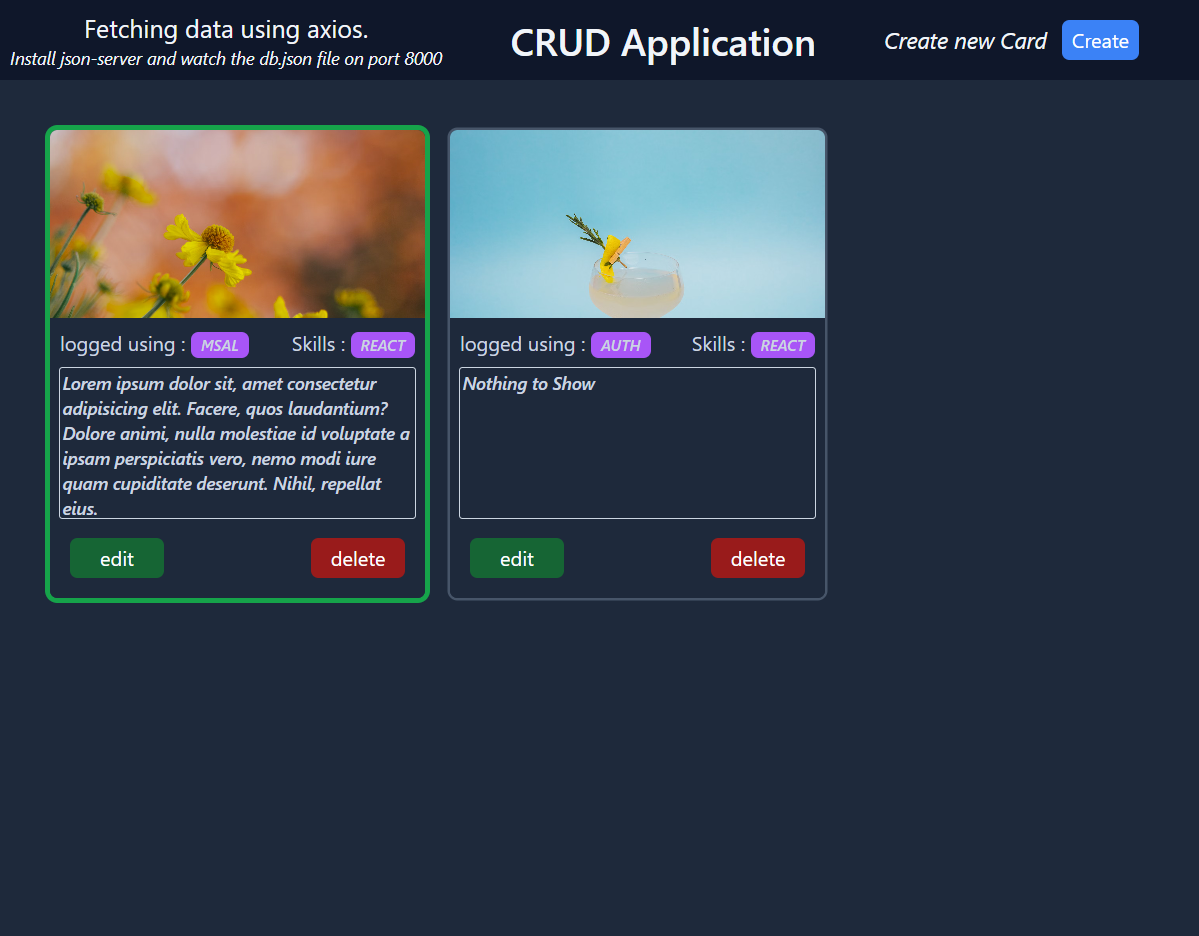 Fetching data using axios.
Install json-server and watch the db.json file on port 8000
CRUD Application
Create new Card
Create
logged using : MSAL
Skills : REACT
Lorem ipsum dolor sit, amet consectetur
adipisicing elit. Facere, quos laudantium?
Dolore animi, nulla molestiae id voluptate a
ipsam perspiciatis vero, nemo modi iure
quam cupiditate deserunt. Nihil, repellat
eius.
edit
delete
logged using : AUTH
Skills : REACT
Nothing to Show
edit
delete